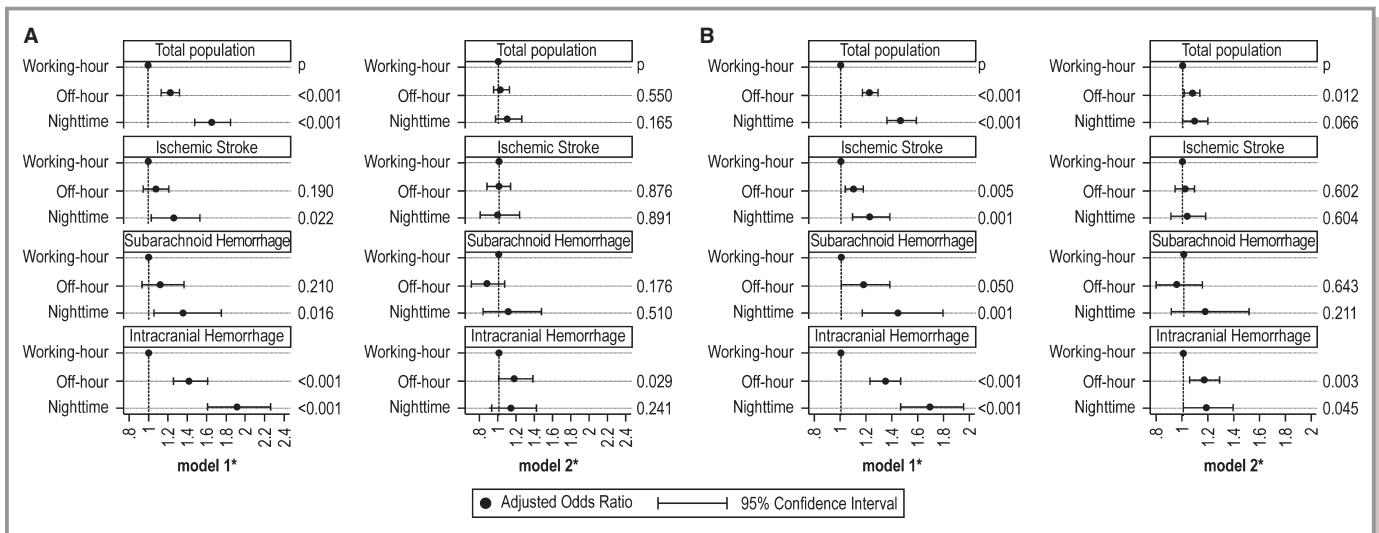 A
Total population
Working-hour
p
Off-hour
<0.001
Nighttime
<0.001
Ischemic Stroke
Working-hour
Off-hour
0.190
Nighttime
0.022
Subarachnoid Hemorrhage
Working-hour
Off-hour
0.210
Nighttime
0.016
Intracranial Hemorrhage
Working-hour
Off-hour
<0.001
Nighttime
<0.001
.8 1 1.2 1.4 1.6 1.8 2 2.2 2.4
model 1*
Total population
Working-hour
p
Off-hour
0.550
Nighttime
0.165
Ischemic Stroke
Working-hour
Off-hour
0.876
Nighttime
0.891
Subarachnoid Hemorrhage
Working-hour
Off-hour
0.176
Nighttime
0.510
Intracranial Hemorrhage
Working-hour
Off-hour
0.029
Nighttime
0.241
.8 1 1.2 1.4 1.6 1.8 2 2.2 2.4
model 2*
B
Total population
Working-hour
p
Off-hour
<0.001
Nighttime
<0.001
Ischemic Stroke
Working-hour
Off-hour
0.005
Nighttime
0.001
Subarachnoid Hemorrhage
Working-hour
Off-hour
0.050
Nighttime
0.001
Intracranial Hemorrhage
Working-hour
Off-hour
<0.001
Nighttime
<0.001
.8 1 1.2 1.4 1.6 1.8 2
model 1*
Total population
Working-hour
p
Off-hour
0.012
Nighttime
0.066
Ischemic Stroke
Working-hour
Off-hour
0.602
Nighttime
0.604
Subarachnoid Hemorrhage
Working-hour
Off-hour
0.643
Nighttime
0.211
Intracranial Hemorrhage
Working-hour
Off-hour
0.003
Nighttime
0.045
.8 1 1.2 1.4 1.6 1.8 2
model 2*
Adjusted Odds Ratio 95% Confidence Interval